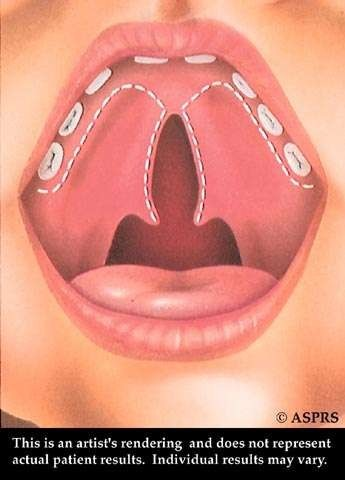 © ASPRS
This is an artist's rendering and does not represent
actual patient results. Individual results may vary.